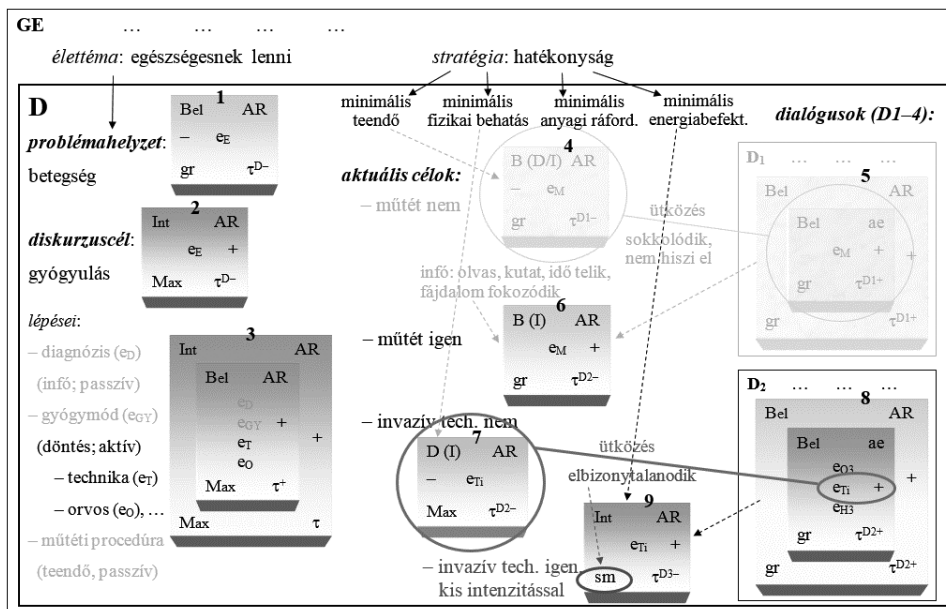 GE … … … …
élettéma: egészségesnek lenni
stratégia: hatékonyság
D
problémahelyzet:
betegség
1
Bel AR
– eE
gr τD–
diskurzuscél:
gyógyulás
2
Int AR
eE +
Max τD–
lépései:
– diagnózis (eD)
(infó; passzív)
– gyógymód (eGY)
(döntés; aktív)
– technika (eT)
– orvos (eO), …
– műtéti procedúra
(teendő, passzív)
3
Int AR
Bel AR
eD
eGY +
eT
eO
+
Max τ+
Max τ
minimális
teendő
minimális
fizikai behatás
minimális
anyagi ráford.
minimális
energiabefekt.
aktuális célok:
– műtét nem
4
B (D/I) AR
– eM
gr τD1–
ütközés
sokkolódik,
nem hiszi el
infó: olvas, kutat, idő telik,
fájdalom fokozódik
– műtét igen
6
B (I) AR
eM +
gr τD2–
– invazív tech. nem
7
D (I) AR
– eTi
Max τD2–
ütközés
elbizonytalanodik
9
Int AR
eTi +
sm τD3–
– invazív tech. igen,
kis intenzitással
dialógusok (D1–4):
D1 … … …
5
Bel AR
Bel ae
eM +
+
gr τD1+
gr τD1+
D2 … … …
8
Bel AR
Bel ae
eO3
eTi +
+
eH3
gr τD2+
gr τD2+